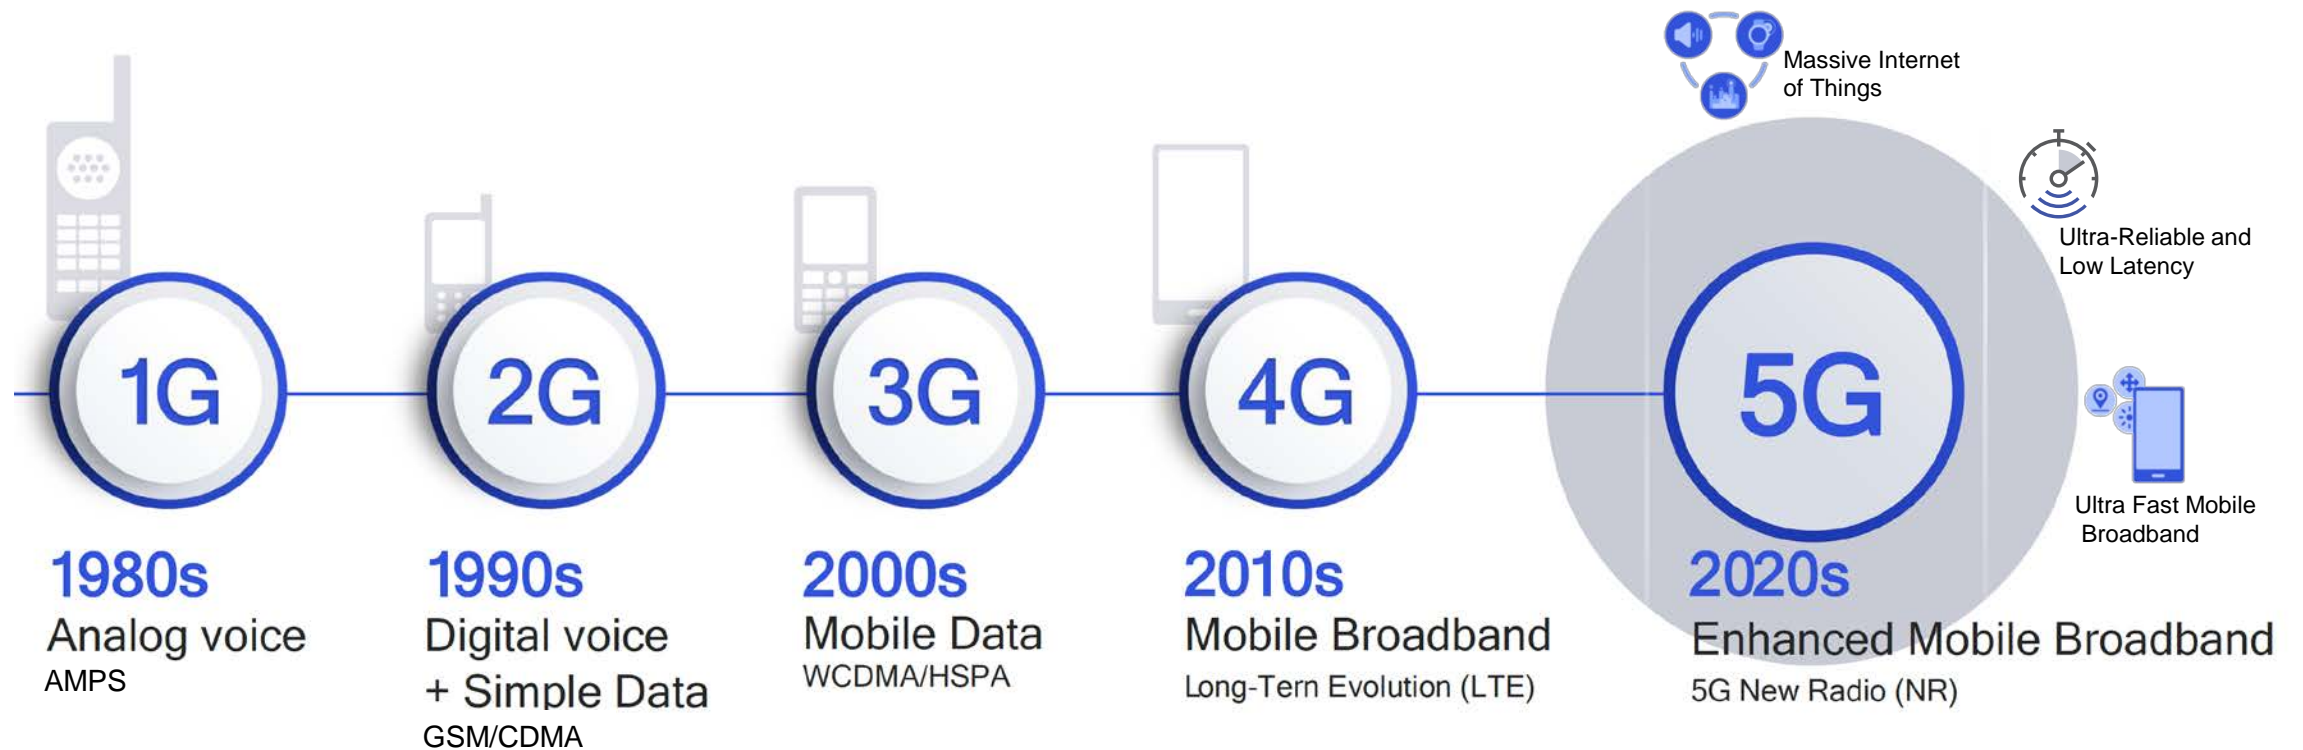 Massive Internet
of Things
Ultra-Reliable and
Low Latency
Ultra Fast Mobile
Broadband
1G
1980s
Analog voice
AMPS
2G
1990s
Digital voice
+ Simple Data
GSM/CDMA
3G
2000s
Mobile Data
WCDMA/HSPA
4G
2010s
Mobile Broadband
Long-Tern Evolution (LTE)
5G
2020s
Enhanced Mobile Broadband
5G New Radio (NR)